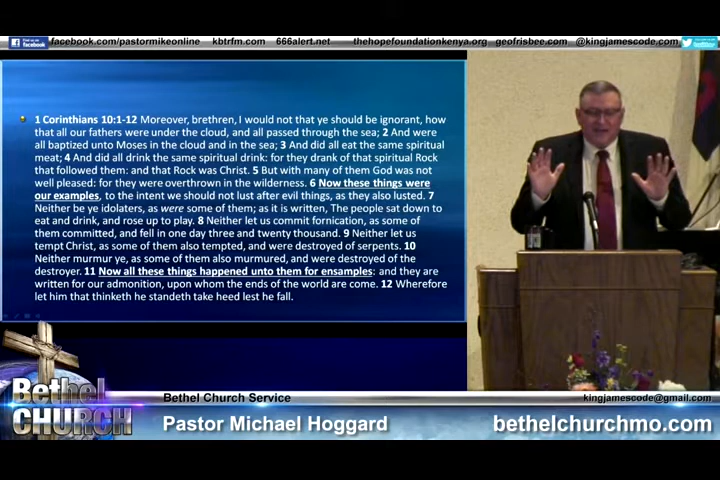 Find us on facebook facebook.com/pastormikeonline kbtrfm.com 666alert.net thehopefoundationkenya.org geofrisbee.com @kingjamescode.com twitter
1 Corinthians 10:1-12 Moreover, brethren, I would not that ye should be ignorant, how
that all our fathers were under the cloud, and all passed through the sea; 2 And were
all baptized unto Moses in the cloud and in the sea; 3 And did all eat the same spiritual
meat; 4 And did all drink the same spiritual drink: for they drank of that spiritual Rock
that followed them: and that Rock was Christ. 5 But with many of them God was not
well pleased: for they were overthrown in the wilderness. 6 Now these things were
our examples, to the intent we should not lust after evil things, as they also lusted. 7
Neither be ye idolaters, as were some of them; as it is written, The people sat down to
eat and drink, and rose up to play. 8 Neither let us commit fornication, as some of
them committed, and fell in one day three and twenty thousand. 9 Neither let us
tempt Christ, as some of them also tempted, and were destroyed of serpents. 10
Neither murmur ye, as some of them also murmured, and were destroyed of the
destroyer. 11 Now all these things happened unto them for ensamples: and they are
written for our admonition, upon whom the ends of the world are come. 12 Wherefore
let him that thinketh he standeth take heed lest he fall.
Bethel
CHURCH
Bethel Church Service
kingjamescode@gmail.com
Pastor Michael Hoggard
bethelchurchmo.com